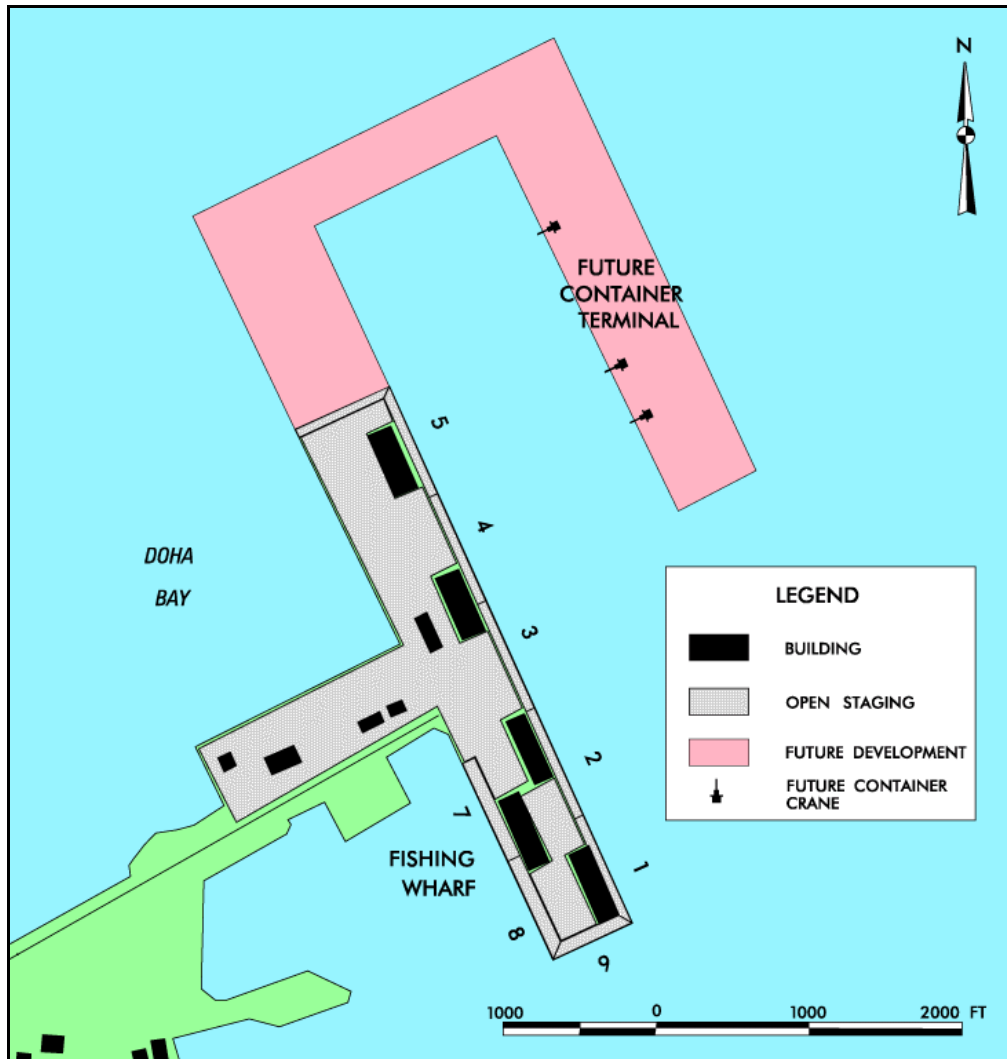 N
FUTURE
CONTAINER
TERMINAL
5
4
DOHA
BAY
3
2
7
FISHING
WHARF
1
8
9
LEGEND
BUILDING
OPEN STAGING
FUTURE DEVELOPMENT
FUTURE CONTAINER
CRANE
1000 0 1000 2000 FT